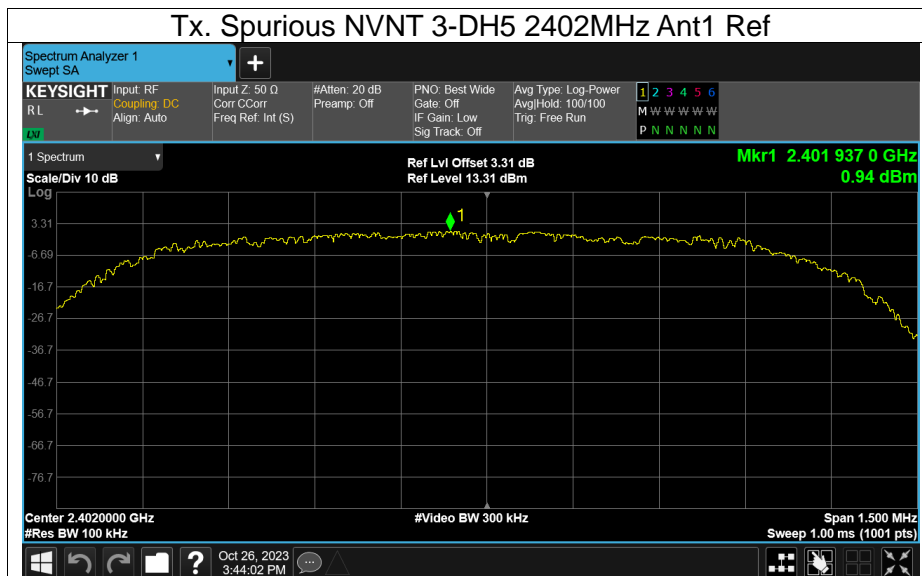 Tx. Spurious NVNT 3-DH5 2402MHz Ant1 Ref
Spectrum Analyzer 1
Swept SA
+
KEYSIGHT
RL
LXI
Input: RF
Coupling: DC
Align: Auto
Input Z: 50 Ω
Corr CCorr
Freq Ref: Int (S)
#Atten: 20 dB
Preamp: Off
PNO: Best Wide
Gate: Off
IF Gain: Low
Sig Track: Off
Avg Type: Log-Power
Avg|Hold: 100/100
Trig: Free Run
1 2 3 4 5 6
M W W W W W
P N N N N N
1 Spectrum
Scale/Div 10 dB
Ref Lvl Offset 3.31 dB
Ref Level 13.31 dBm
Mkr1 2.401 937 0 GHz
0.94 dBm
Log
1
3.31
-6.69
-16.7
-26.7
-36.7
-46.7
-56.7
-66.7
-76.7
Center 2.4020000 GHz
#Res BW 100 kHz
#Video BW 300 kHz
Span 1.500 MHz
Sweep 1.00 ms (1001 pts)
?
Oct 26, 2023
3:44:02 PM